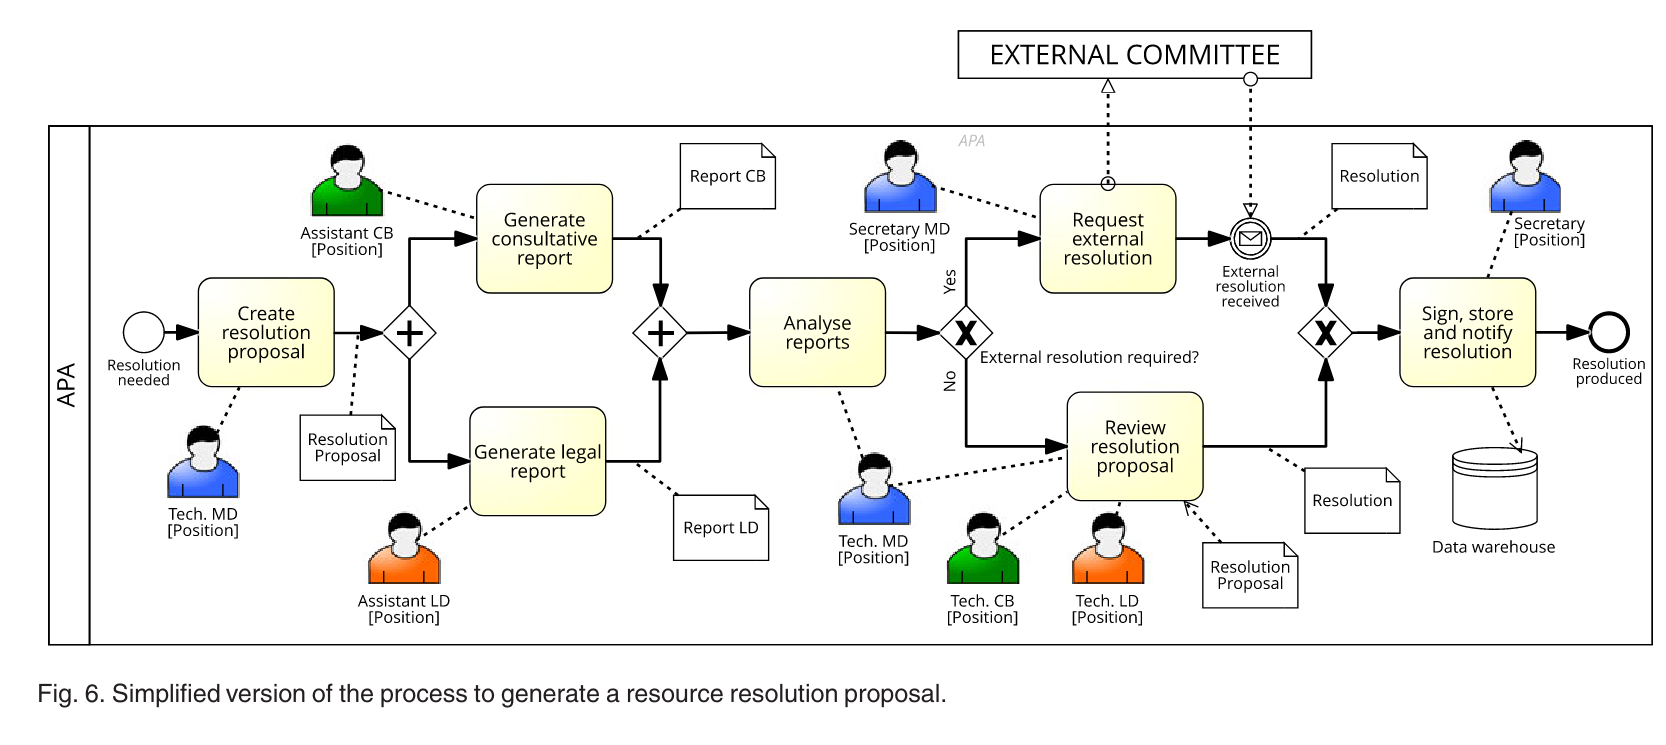 EXTERNAL COMMITTEE
APA
APA
Assistant CB
[Position]
Generate
consultative
report
Report CB
Secretary MD
[Position]
Request
external
resolution
External
resolution
received
Resolution
Secretary
[Position]
Resolution
needed
Create
resolution
proposal
Analyse
reports
Yes
External resolution required?
No
Sign, store
and notify
resolution
Resolution
produced
Tech. MD
[Position]
Resolution
Proposal
Generate legal
report
Assistant LD
[Position]
Report LD
Tech. MD
[Position]
Review
resolution
proposal
Tech. CB
[Position]
Tech. LD
[Position]
Resolution
Proposal
Resolution
Data warehouse
Fig. 6. Simplified version of the process to generate a resource resolution proposal.